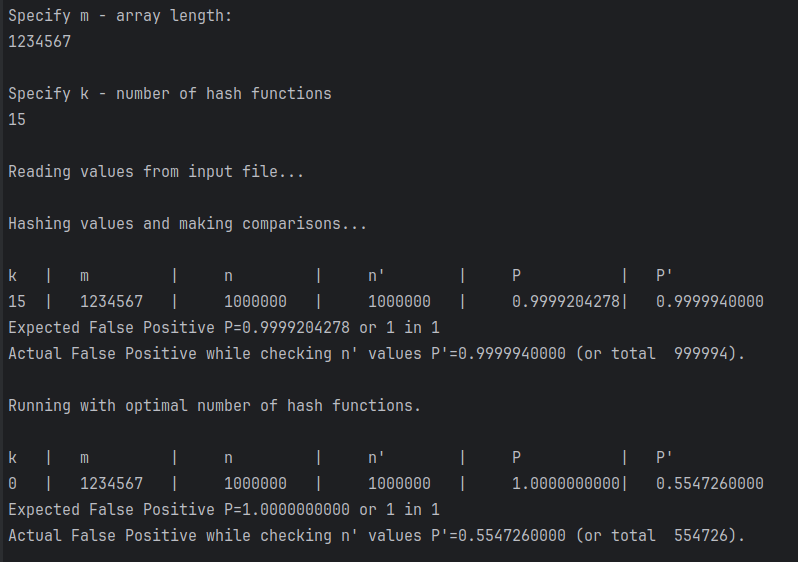 Specify m - array length:
1234567
Specify k - number of hash functions
15
Reading values from input file...
Hashing values and making comparisons...
k | m | n | n' | P | P'
15 | 1234567 | 1000000 | 1000000 | 0.9999204278| 0.9999940000
Expected False Positive P=0.9999204278 or 1 in 1
Actual False Positive while checking n' values P'=0.9999940000 (or total  999994).
Running with optimal number of hash functions.
k | m | n | n' | P | P'
0 | 1234567 | 1000000 | 1000000 | 1.0000000000| 0.5547260000
Expected False Positive P=1.0000000000 or 1 in 1
Actual False Positive while checking n' values P'=0.5547260000 (or total  554726).